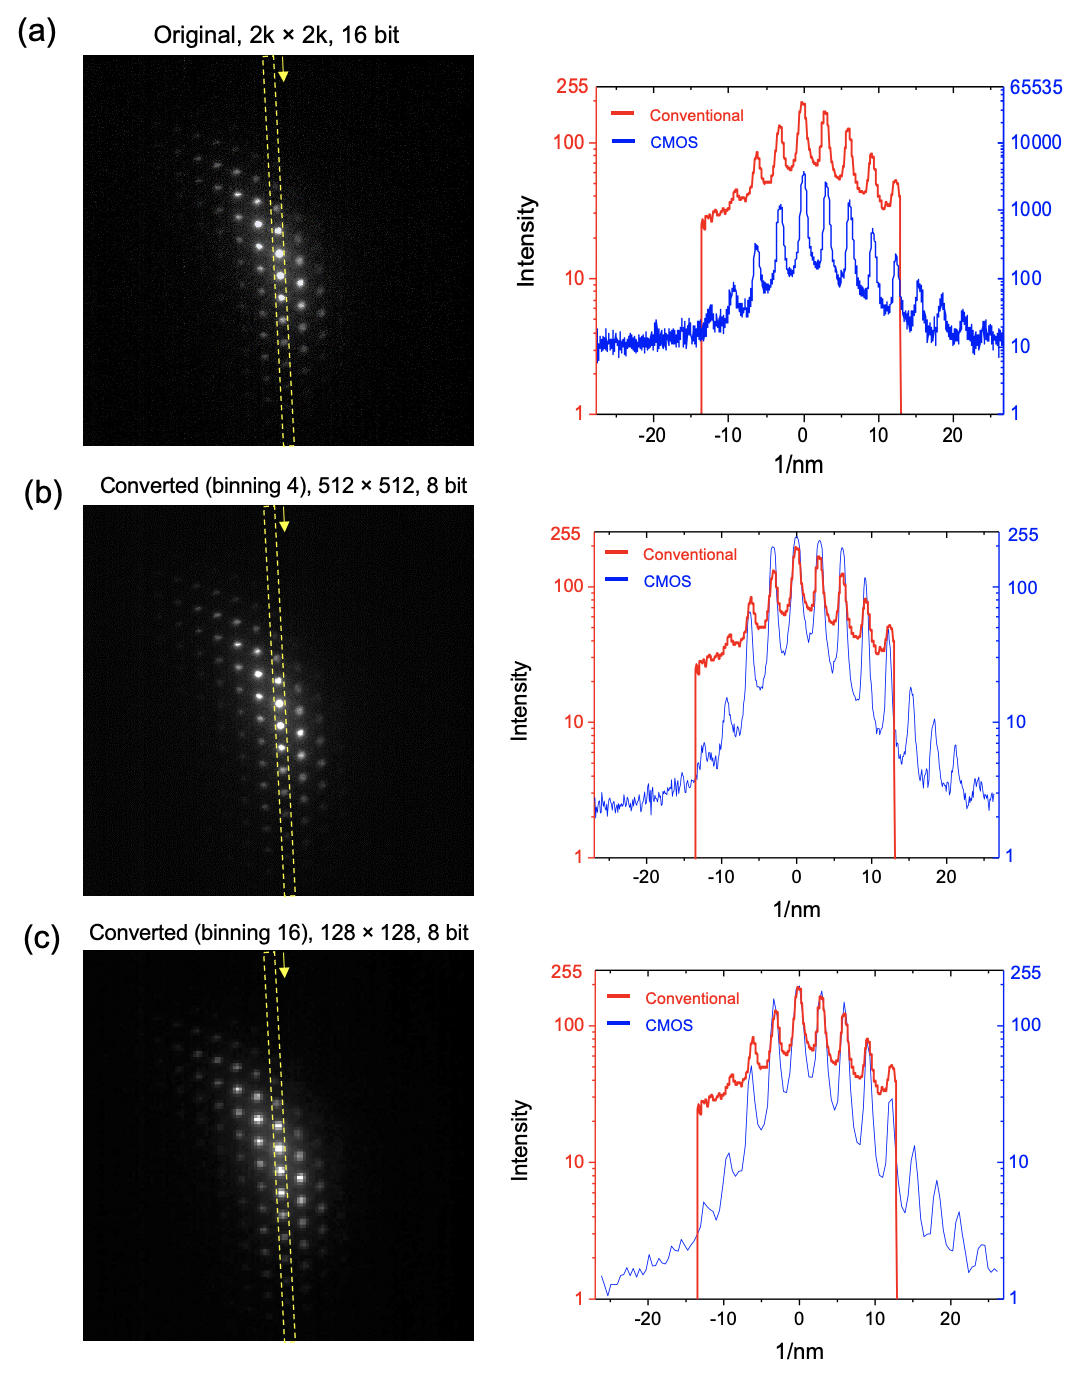 (a)
Original, 2k × 2k, 16 bit
255
100
10
1
Intensity
Conventional
CMOS
65535
10000
1000
100
10
1
-20 -10 0 10 20
1/nm
(b)
Converted (binning 4), 512 × 512, 8 bit
255
100
10
1
Intensity
Conventional
CMOS
255
100
10
1
-20 -10 0 10 20
1/nm
(c)
Converted (binning 16), 128 × 128, 8 bit
255
100
10
1
Intensity
Conventional
CMOS
255
100
10
1
-20 -10 0 10 20
1/nm